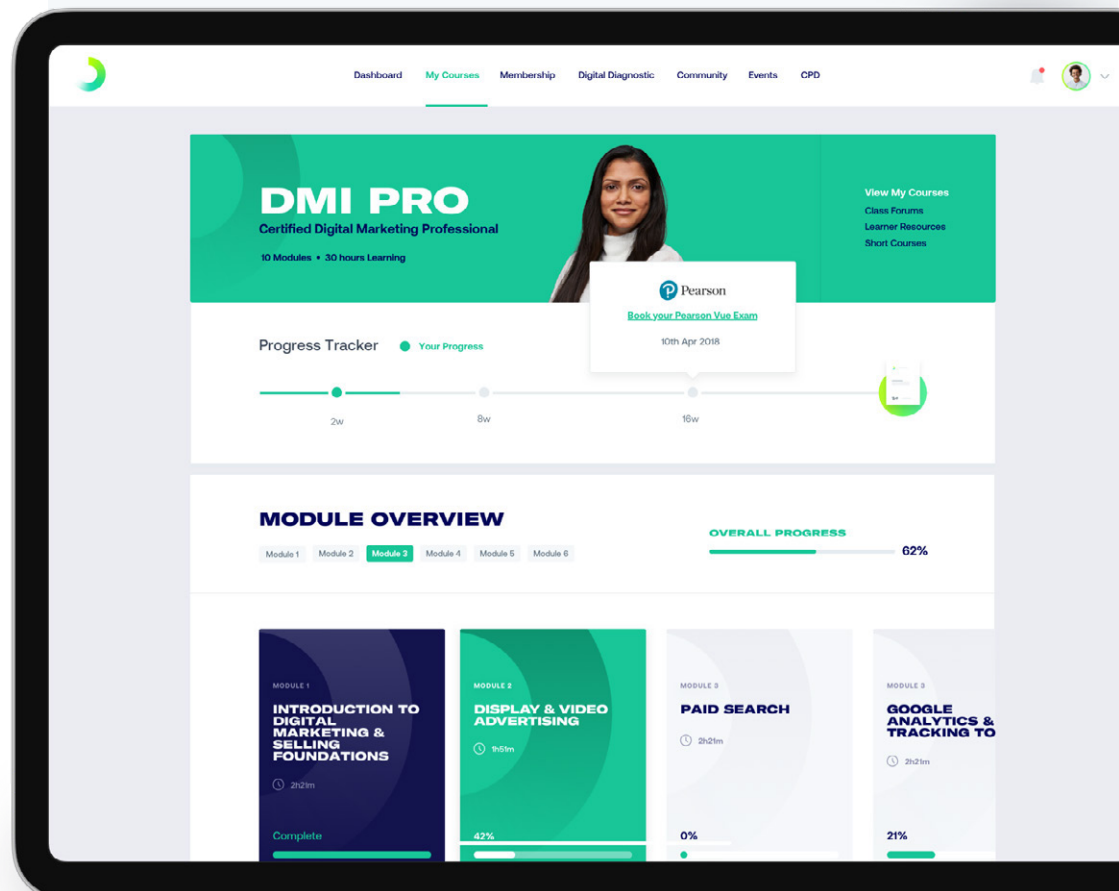 Dashboard My Courses Membership Digital Diagnostic Community Events CPD
DMI PRO
Certified Digital Marketing Professional
10 Modules • 30 hours Learning
View My Courses
Class Forums
Learner Resources
Short Courses
Pearson
Book your Pearson Vue Exam
10th Apr 2018
Progress Tracker
Your Progress
2w
8w
16w
MODULE OVERVIEW
Module 1 Module 2 Module 3 Module 4 Module 5 Module 6
OVERALL PROGRESS
62%
MODULE 1
INTRODUCTION TO
DIGITAL
MARKETING &
SELLING
FOUNDATIONS
2h21m
Complete
MODULE 2
DISPLAY & VIDEO
ADVERTISING
1h51m
42%
MODULE 3
PAID SEARCH
2h21m
0%
MODULE 3
GOOGLE
ANALYTICS &
TRACKING TO
2h21m
21%